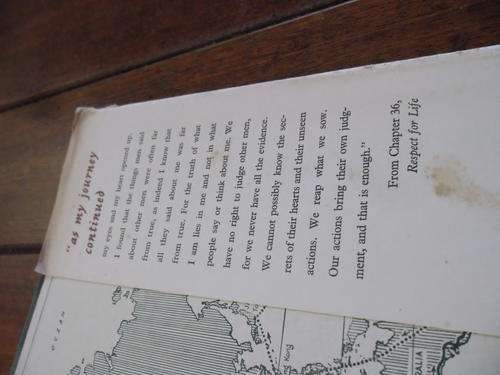 "as my journey
continued
my eyes and my heart opened up.
I found that the things men said
about other men were often far
from true, as indeed I knew that
all they said about me was far
from true. For the truth of what
I am lies in me and not in what
people say or think about me. We
have no right to judge other men,
for we never have all the evidence.
We cannot possibly know the sec-
rets of their hearts and their unseen
actions. We reap what we sow.
Our actions bring their own judg-
ment, and that is enough."
From Chapter 36,
Respect for Life
OCEAN
Kong
RALIA